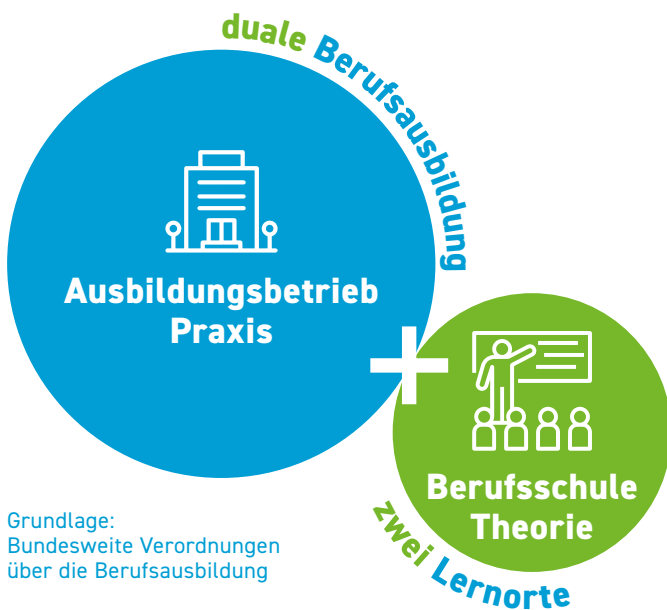 duale Berufsausbildung
Ausbildungsbetrieb
Praxis
Berufsschule
Theorie
zwei Lernorte
Grundlage:
Bundesweite Verordnungen
über die Berufsausbildung